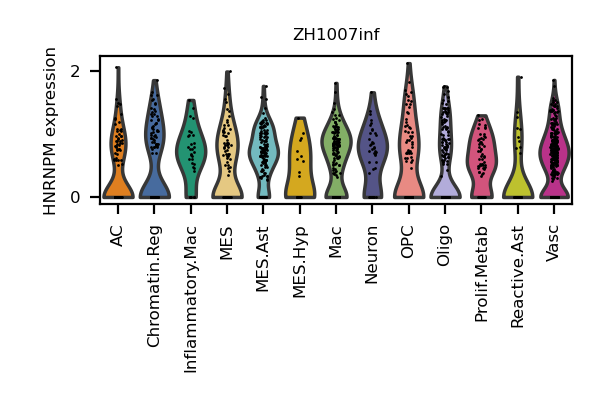 ZH1007inf
HNRNPM expression
2
0
AC
Chromatin.Reg
Inflammatory.Mac
MES
MES.Ast
MES.Hyp
Mac
Neuron
OPC
Oligo
Prolif.Metab
Reactive.Ast
Vasc